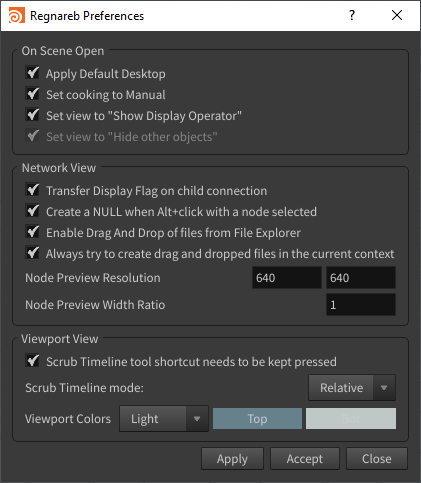 Regnareb Preferences
On Scene Open
Apply Default Desktop
Set cooking to Manual
Set view to "Show Display Operator"
Set view to "Hide other objects"
Network View
Transfer Display Flag on child connection
Create a NULL when Alt+click with a node selected
Enable Drag And Drop of files from File Explorer
Always try to create drag and dropped files in the current context
Node Preview Resolution 640 640
Node Preview Width Ratio 1
Viewport View
Scrub Timeline tool shortcut needs to be kept pressed
Scrub Timeline mode: Relative
Viewport Colors Light Top
Apply Accept Close